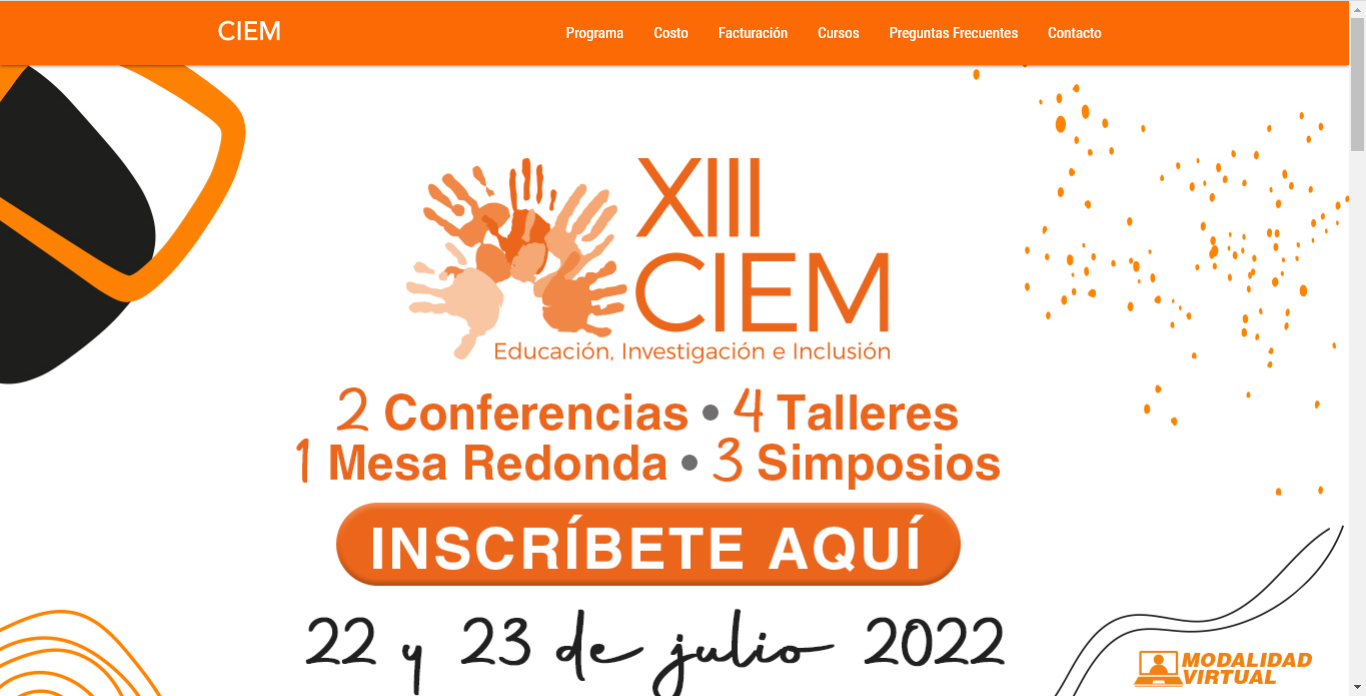 CIEM
Programa
Costo
Facturación
Cursos
Preguntas Frecuentes
Contacto
XIII
CIEM
Educación, Investigación e Inclusión
2 Conferencias • 4 Talleres
1 Mesa Redonda • 3 Simposios
INSCRÍBETE AQUÍ
22 y 23 de julio 2022
MODALIDAD
VIRTUAL